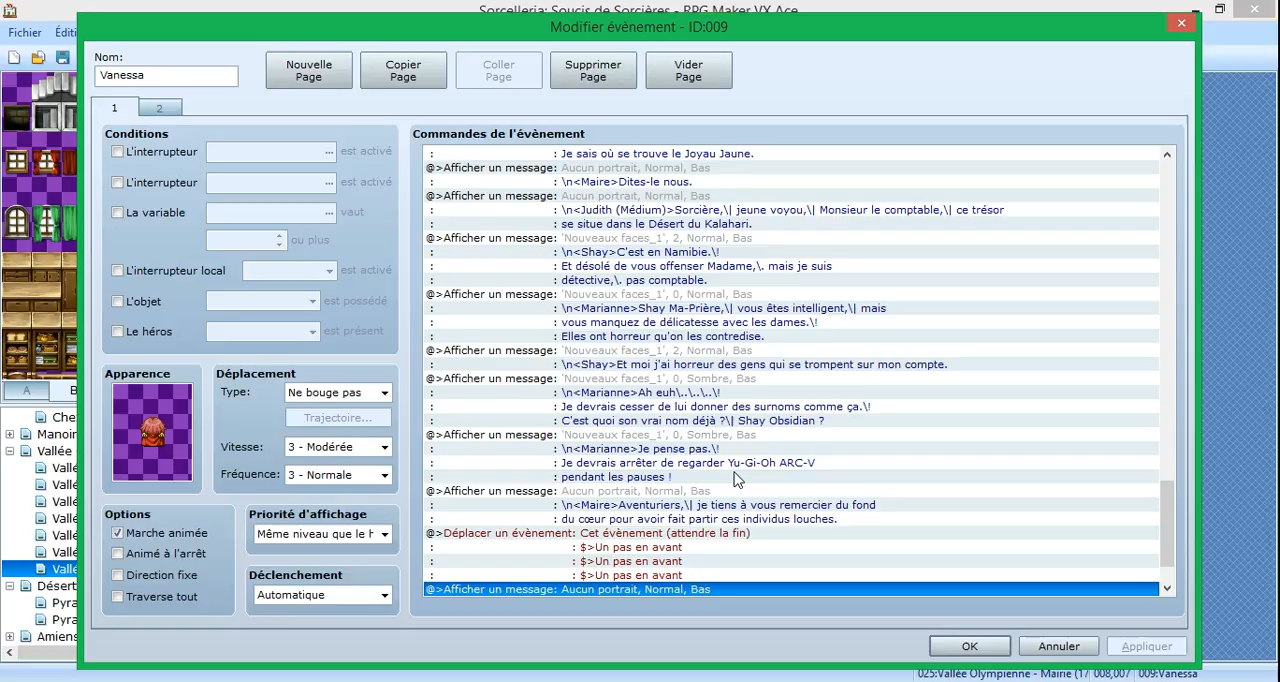 Sorcelleria: Soucis de Sorcières - RPG Maker VX Ace
Modifier évènement - ID:009
Fichier Éditi
Nom:
Vanessa
Nouvelle Page
Copier Page
Coller Page
Supprimer Page
Vider Page
1 2
Conditions
L'interrupteur ... est activé
L'interrupteur ... est activé
La variable ... vaut
ou plus
L'interrupteur local est activé
L'objet est possédé
Le héros est présent
Apparence
Déplacement
Type: Ne bouge pas
Trajectoire...
Vitesse: 3 - Modérée
Fréquence: 3 - Normale
Options
Marche animée
Animé à l'arrêt
Direction fixe
Traverse tout
Priorité d'affichage
Même niveau que le h
Déclenchement
Automatique
Commandes de l'évènement
: : Je sais où se trouve le Joyau Jaune.
@>Afficher un message: Aucun portrait, Normal, Bas
: : \n<Maire>Dites-le nous.
@>Afficher un message: Aucun portrait, Normal, Bas
: : \n<Judith (Médium)>Sorcière,\| jeune voyou,\| Monsieur le comptable,\| ce trésor
: : se situe dans le Désert du Kalahari.
@>Afficher un message: 'Nouveaux faces_1', 2, Normal, Bas
: : \n<Shay>C'est en Namibie.\!
: : Et désolé de vous offenser Madame,\. mais je suis
: : détective,\. pas comptable.
@>Afficher un message: 'Nouveaux faces_1', 0, Normal, Bas
: : \n<Marianne>Shay Ma-Prière,\| vous êtes intelligent,\| mais
: : vous manquez de délicatesse avec les dames.\!
: : Elles ont horreur qu'on les contredise.
@>Afficher un message: 'Nouveaux faces_1', 2, Normal, Bas
: : \n<Shay>Et moi j'ai horreur des gens qui se trompent sur mon compte.
@>Afficher un message: 'Nouveaux faces_1', 0, Sombre, Bas
: : \n<Marianne>Ah euh\..\..\..\!
: : Je devrais cesser de lui donner des surnoms comme ça.\!
: : C'est quoi son vrai nom déjà ?\| Shay Obsidian ?
@>Afficher un message: 'Nouveaux faces_1', 0, Sombre, Bas
: : \n<Marianne>Je pense pas.\!
: : Je devrais arrêter de regarder Yu-Gi-Oh ARC-V
: : pendant les pauses !
@>Afficher un message: Aucun portrait, Normal, Bas
: : \n<Maire>Aventuriers,\| je tiens à vous remercier du fond
: : du cœur pour avoir fait partir ces individus louches.
@>Déplacer un évènement: Cet évènement (attendre la fin)
: : $>Un pas en avant
: : $>Un pas en avant
: : $>Un pas en avant
@>Afficher un message: Aucun portrait, Normal, Bas
OK Annuler Appliquer
A B
Che
Manoir
Vallée
Vallé
Vallé
Vallé
Vallé
Vallé
Vallé
Vallé
Désert
Pyra
Pyra
Amiens
025:Vallée Olympienne - Mairie (17 008,007 009:Vanessa